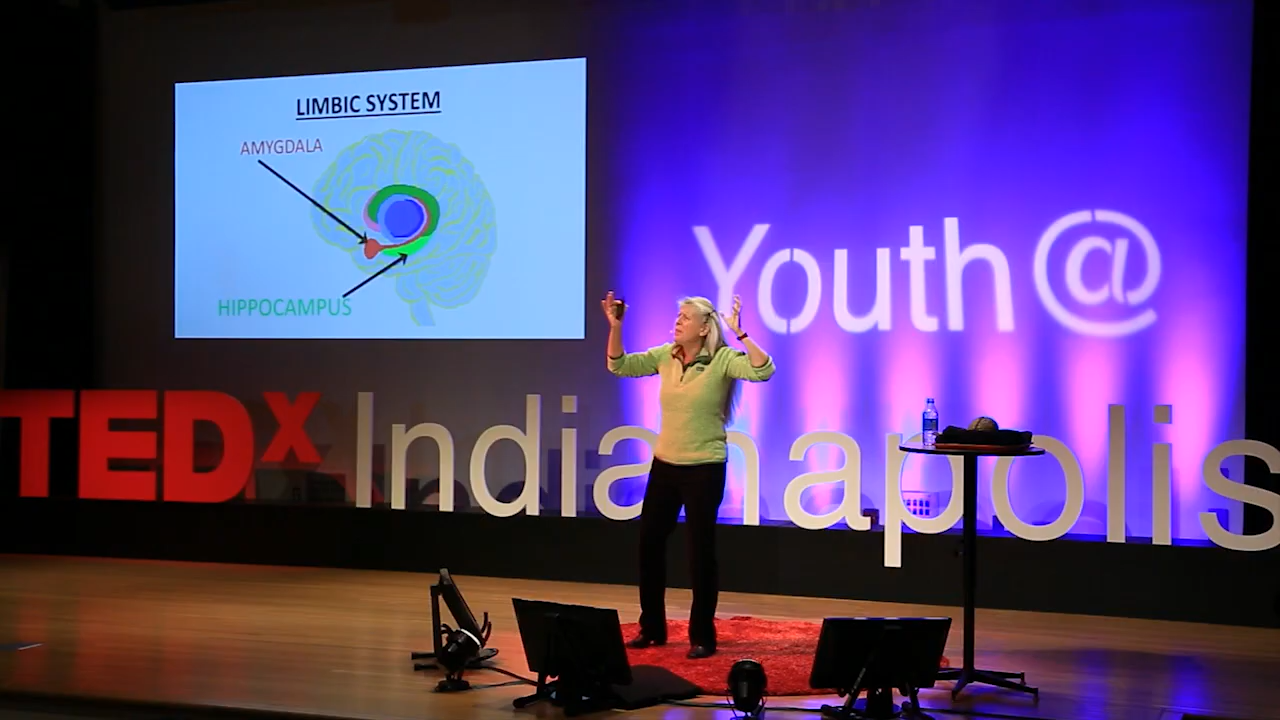 LIMBIC SYSTEM
AMYGDALA
HIPPOCAMPUS
Youth@
TEDx Indianapolis